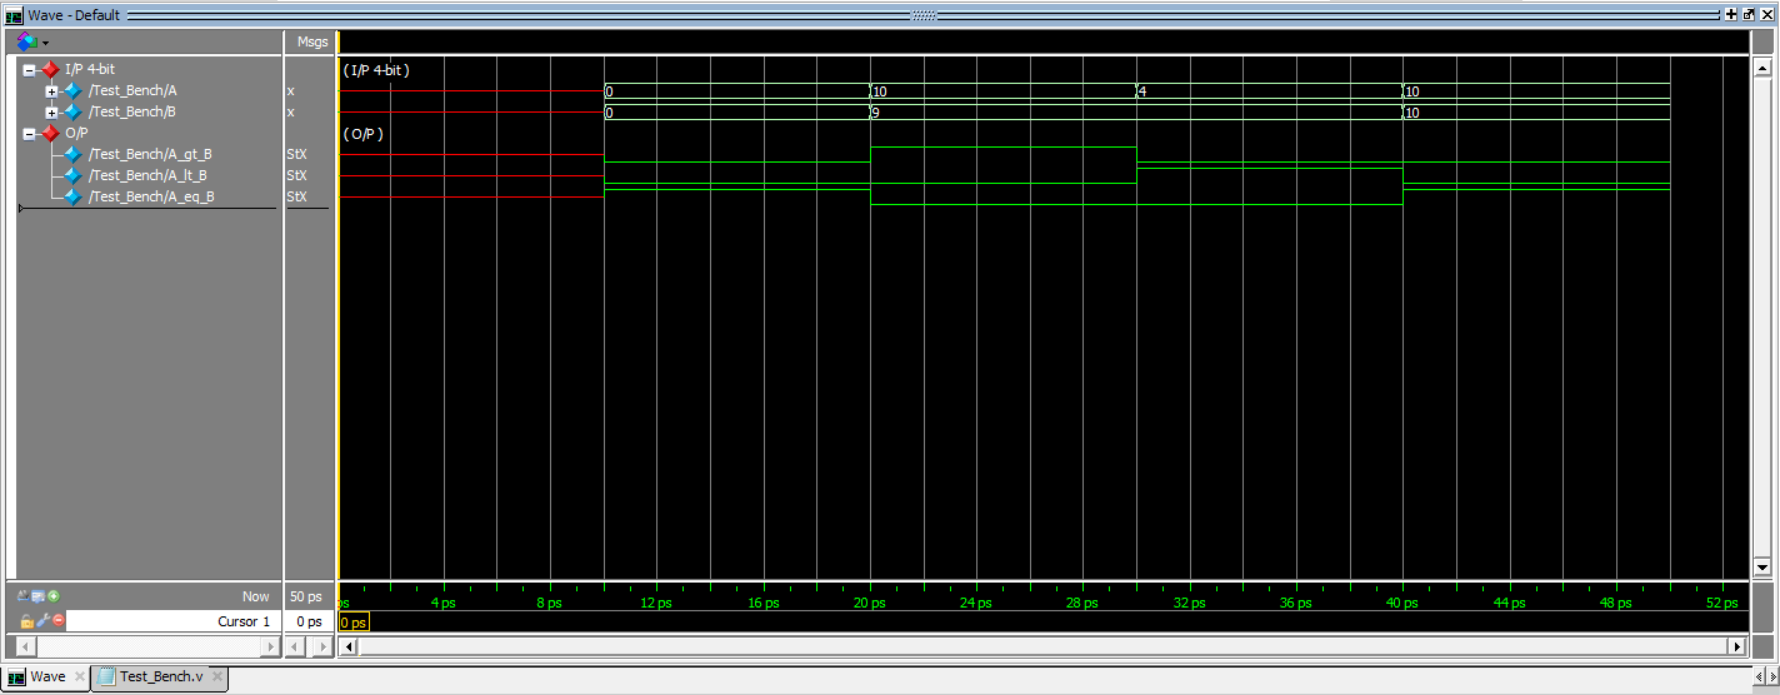 Wave - Default
Msgs
I/P 4-bit
( I/P 4-bit )
/Test_Bench/A x 0 10 4 10
/Test_Bench/B x 0 9 10
O/P
( O/P )
/Test_Bench/A_gt_B StX
/Test_Bench/A_lt_B StX
/Test_Bench/A_eq_B StX
Now 50 ps
ps 4 ps 8 ps 12 ps 16 ps 20 ps 24 ps 28 ps 32 ps 36 ps 40 ps 44 ps 48 ps 52 ps
Cursor 1 0 ps 0 ps
Wave Test_Bench.v